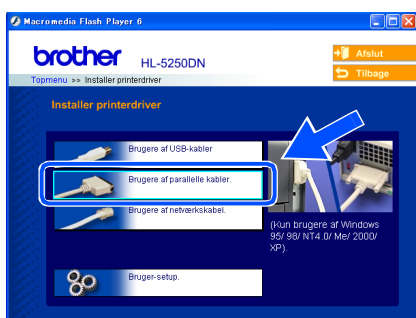 Macromedia Flash Player 6
brother
HL-5250DN
Afslut
Tilbage
Topmenu >> Installer printerdriver
Installer printerdriver
Brugere af USB-kabler
Brugere af parallelle kabler.
Brugere af netværkskabel.
(Kun brugere af Windows
95/ 98/ NT4.0/ Me/ 2000/
XP).
Bruger-setup.